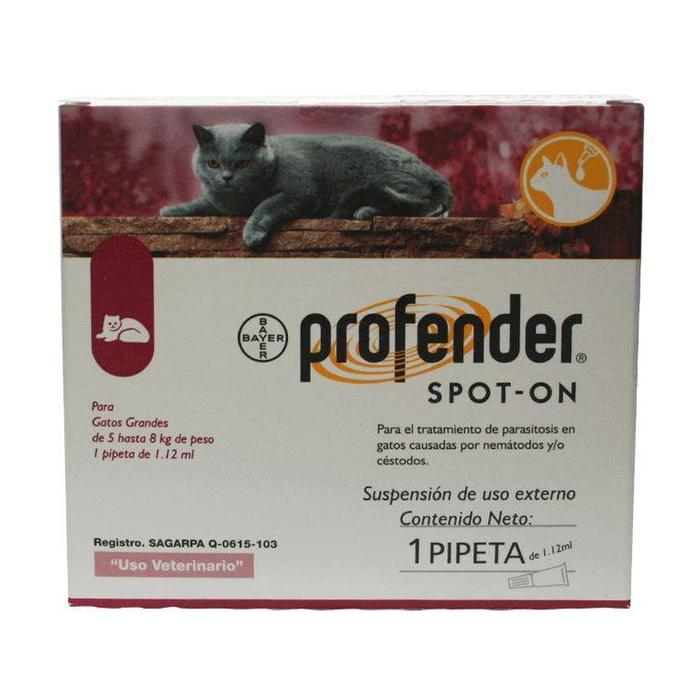 BAYER
BAYER
profender®
SPOT-ON
Para
Gatos Grandes
de 5 hasta 8 kg de peso
1 pipeta de 1.12 ml
Para el tratamiento de parasitosis en
gatos causadas por nemátodos y/o
céstodos.
Suspensión de uso externo
Contenido Neto:
1 PIPETA de 1.12ml
Registro. SAGARPA Q-0615-103
"Uso Veterinario"